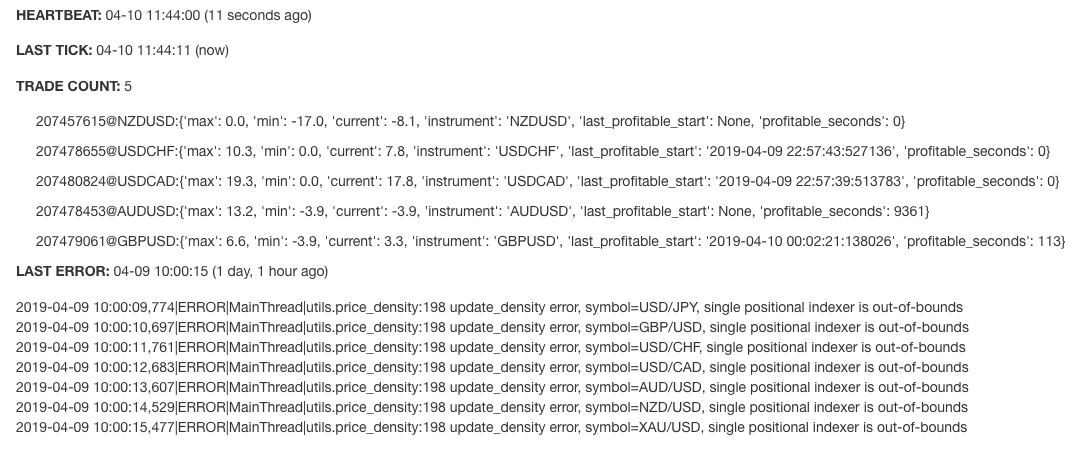 HEARTBEAT: 04-10 11:44:00 (11 seconds ago)
LAST TICK: 04-10 11:44:11 (now)
TRADE COUNT: 5
207457615@NZDUSD:{'max': 0.0, 'min': -17.0, 'current': -8.1, 'instrument': 'NZDUSD', 'last_profitable_start': None, 'profitable_seconds': 0}
207478655@USDCHF:{'max': 10.3, 'min': 0.0, 'current': 7.8, 'instrument': 'USDCHF', 'last_profitable_start': '2019-04-09 22:57:43:527136', 'profitable_seconds': 0}
207480824@USDCAD:{'max': 19.3, 'min': 0.0, 'current': 17.8, 'instrument': 'USDCAD', 'last_profitable_start': '2019-04-09 22:57:39:513783', 'profitable_seconds': 0}
207478453@AUDUSD:{'max': 13.2, 'min': -3.9, 'current': -3.9, 'instrument': 'AUDUSD', 'last_profitable_start': None, 'profitable_seconds': 9361}
207479061@GBPUSD:{'max': 6.6, 'min': -3.9, 'current': 3.3, 'instrument': 'GBPUSD', 'last_profitable_start': '2019-04-10 00:02:21:138026', 'profitable_seconds': 113}
LAST ERROR: 04-09 10:00:15 (1 day, 1 hour ago)
2019-04-09 10:00:09,774|ERROR|MainThread|utils.price_density:198 update_density error, symbol=USD/JPY, single positional indexer is out-of-bounds
2019-04-09 10:00:10,697|ERROR|MainThread|utils.price_density:198 update_density error, symbol=GBP/USD, single positional indexer is out-of-bounds
2019-04-09 10:00:11,761|ERROR|MainThread|utils.price_density:198 update_density error, symbol=USD/CHF, single positional indexer is out-of-bounds
2019-04-09 10:00:12,683|ERROR|MainThread|utils.price_density:198 update_density error, symbol=USD/CAD, single positional indexer is out-of-bounds
2019-04-09 10:00:13,607|ERROR|MainThread|utils.price_density:198 update_density error, symbol=AUD/USD, single positional indexer is out-of-bounds
2019-04-09 10:00:14,529|ERROR|MainThread|utils.price_density:198 update_density error, symbol=NZD/USD, single positional indexer is out-of-bounds
2019-04-09 10:00:15,477|ERROR|MainThread|utils.price_density:198 update_density error, symbol=XAU/USD, single positional indexer is out-of-bounds